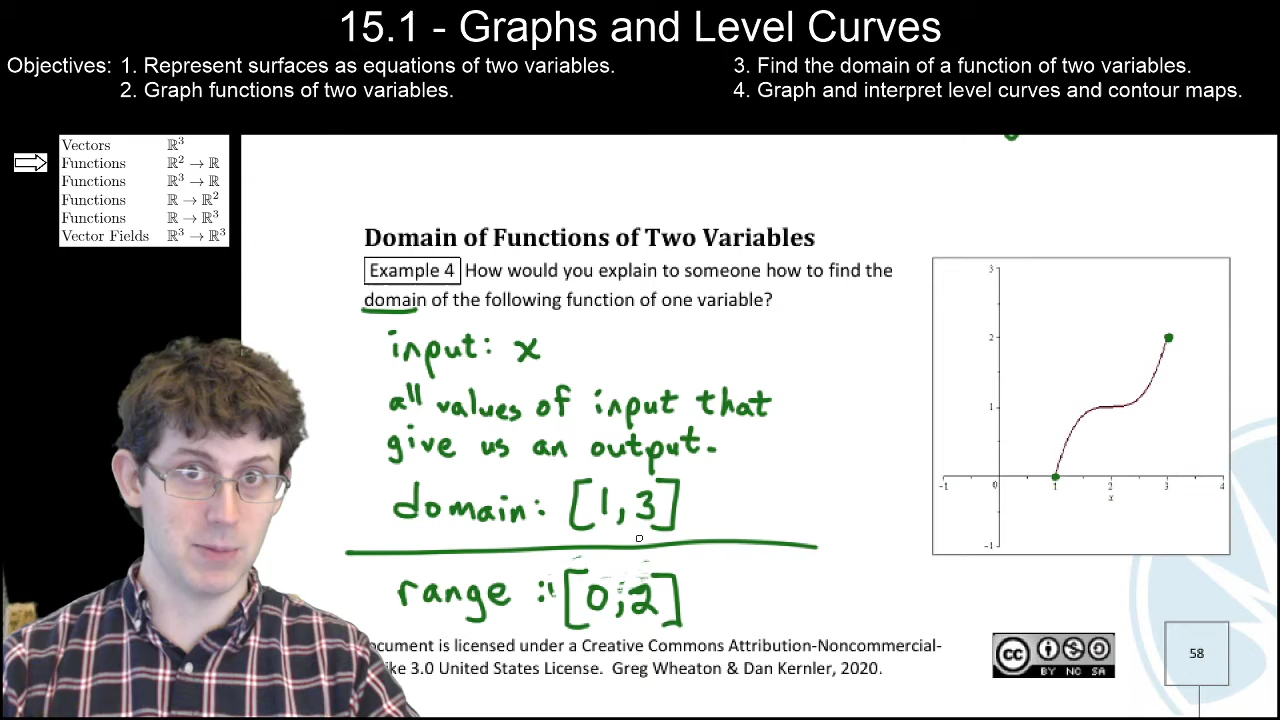 15.1 - Graphs and Level Curves
Objectives: 1. Represent surfaces as equations of two variables.
2. Graph functions of two variables.
3. Find the domain of a function of two variables.
4. Graph and interpret level curves and contour maps.
Vectors ℝ³
Functions ℝ² → ℝ
Functions ℝ³ → ℝ
Functions ℝ → ℝ²
Functions ℝ → ℝ³
Vector Fields ℝ³ → ℝ³
Domain of Functions of Two Variables
Example 4 How would you explain to someone how to find the
domain of the following function of one variable?
input: x
all values of input that
give us an output.
domain: [1, 3]
range : [0, 2]
3
2
1
-1 0 1 2 3 4
x
-1
ocument is licensed under a Creative Commons Attribution-Noncommercial-
ike 3.0 United States License. Greg Wheaton & Dan Kernler, 2020.
cc
BY NC SA
58